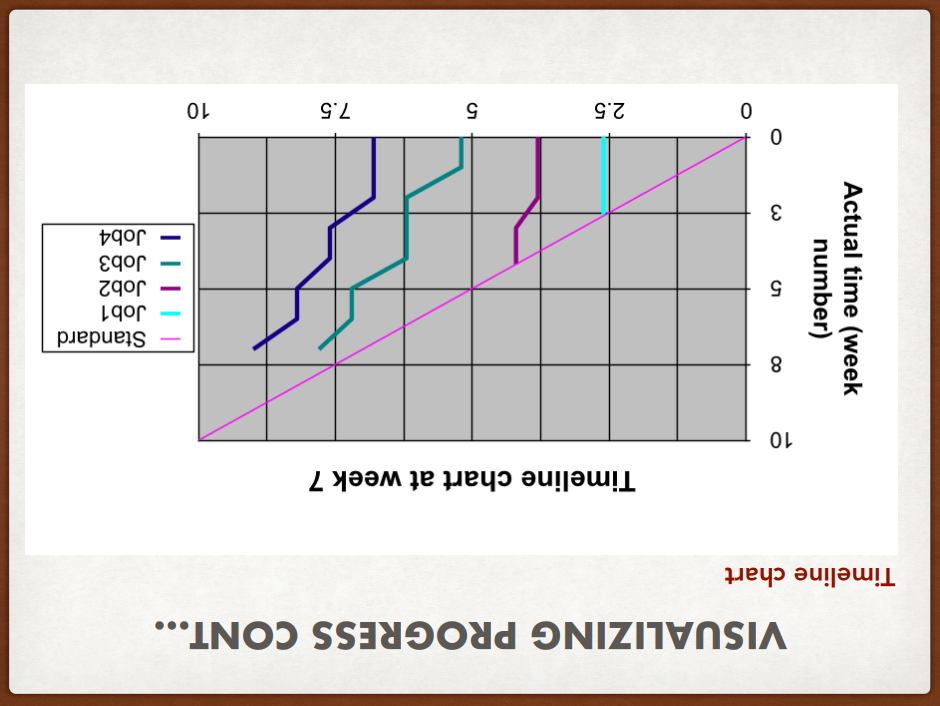 VISUALIZING PROGRESS CONT...
Timeline chart
Timeline chart at week 7
10
8
5
3
0
Actual time (week
number)
0
2.5
5
7.5
10
Standard
Job1
Job2
Job3
Job4